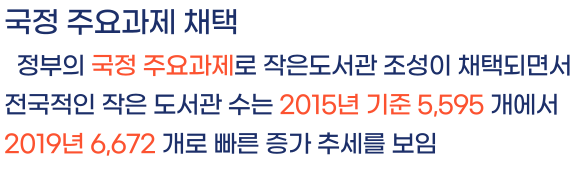 국정 주요과제 채택
정부의 국정 주요과제로 작은도서관 조성이 채택되면서
전국적인 작은 도서관 수는 2015년 기준 5,595 개에서
2019년 6,672 개로 빠른 증가 추세를 보임